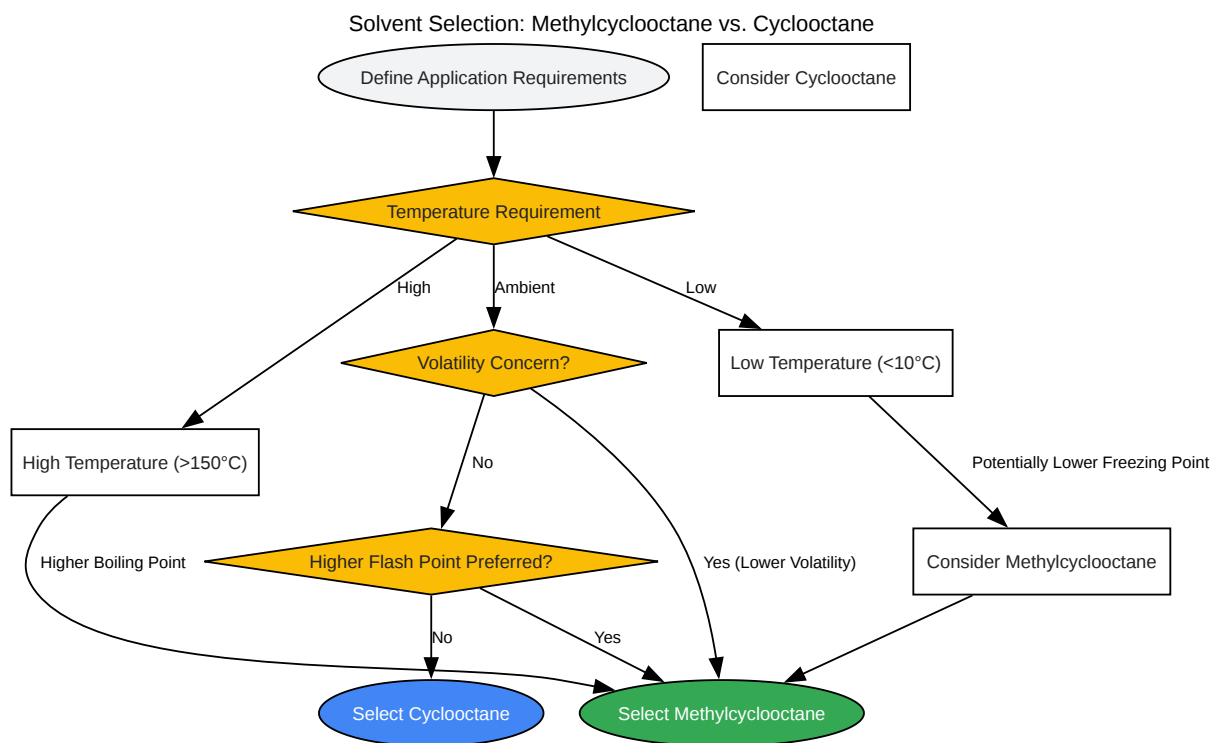 Solvent Selection: Methylcyclooctane vs. Cyclooctane
Define Application Requirements
Consider Cyclooctane
Temperature Requirement
High
Ambient
Low
Volatility Concern?
Low Temperature (<10°C)
High Temperature (>150°C)
No
Potentially Lower Freezing Point
Higher Boiling Point
Higher Flash Point Preferred?
Yes (Lower Volatility)
Consider Methylcyclooctane
No
Yes
Select Cyclooctane
Select Methylcyclooctane